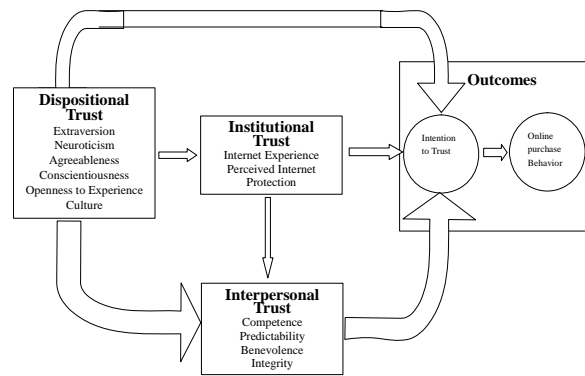 Outcomes
Dispositional
Trust
Extraversion
Neuroticism
Agreeableness
Conscientiousness
Openness to Experience
Culture
Institutional
Trust
Internet Experience
Perceived Internet
Protection
Intention
to Trust
Online
purchase
Behavior
Interpersonal
Trust
Competence
Predictability
Benevolence
Integrity